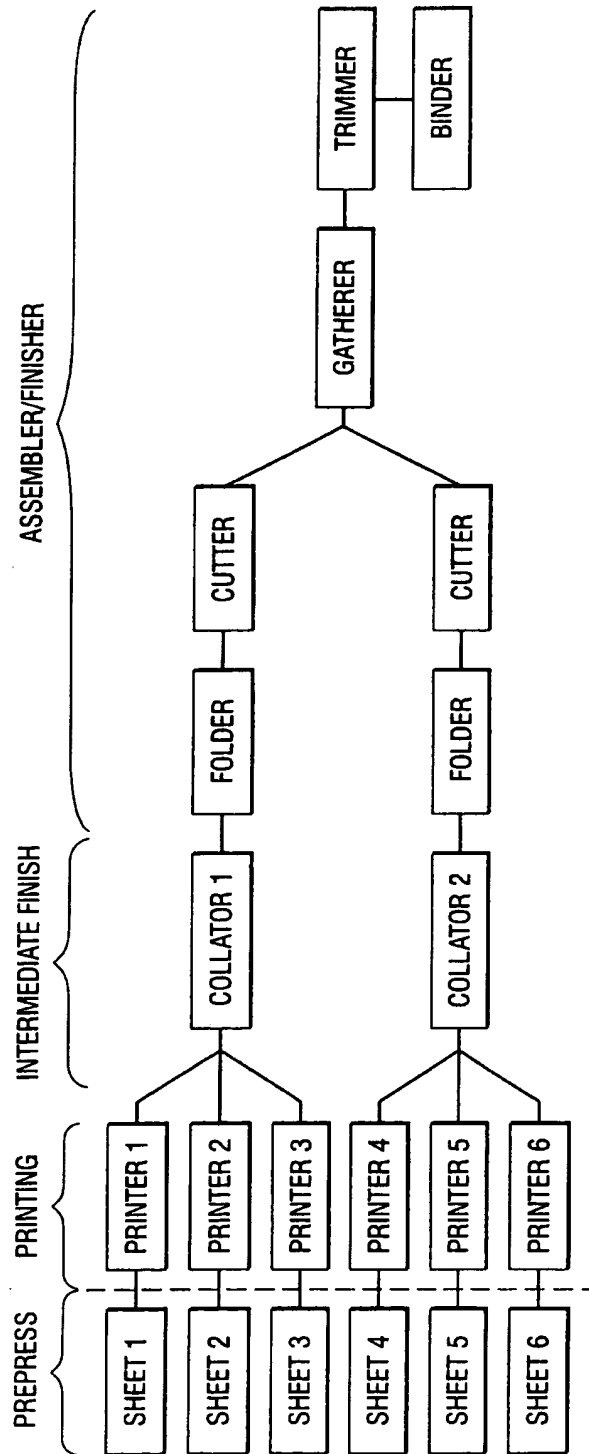 PREPRESS
PRINTING
INTERMEDIATE FINISH
ASSEMBLER/FINISHER
SHEET 1
PRINTER 1
SHEET 2
PRINTER 2
SHEET 3
PRINTER 3
COLLATOR 1
FOLDER
CUTTER
SHEET 4
PRINTER 4
SHEET 5
PRINTER 5
SHEET 6
PRINTER 6
COLLATOR 2
FOLDER
CUTTER
GATHERER
TRIMMER
BINDER